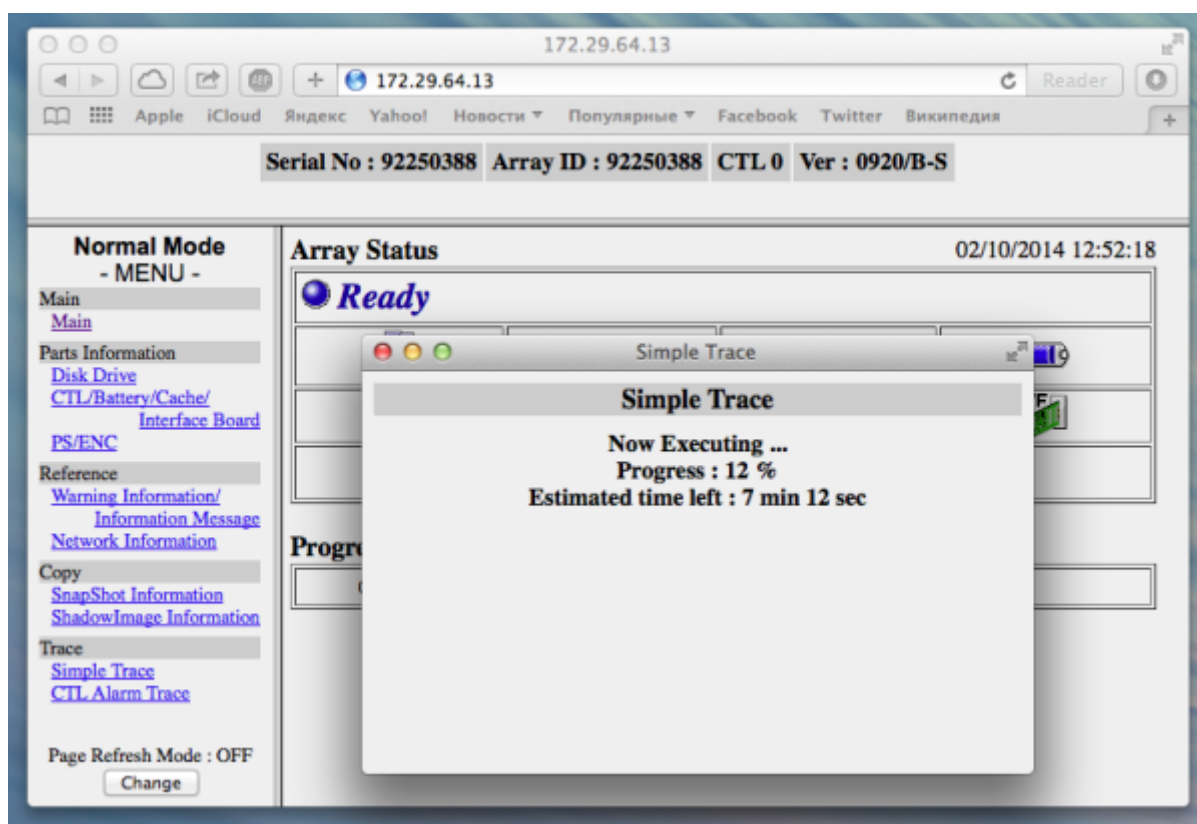 172.29.64.13
172.29.64.13
Reader
Apple iCloud Яндекс Yahoo! Новости Популярные Facebook Twitter Википедия
Serial No : 92250388 Array ID : 92250388 CTL 0 Ver : 0920/B-S
Normal Mode
- MENU -
Main
Main
Parts Information
Disk Drive
CTL/Battery/Cache/
Interface Board
PS/ENC
Reference
Warning Information/
Information Message
Network Information
Copy
SnapShot Information
ShadowImage Information
Trace
Simple Trace
CTL Alarm Trace
Page Refresh Mode : OFF
Change
Array Status
02/10/2014 12:52:18
Ready
Simple Trace
Simple Trace
Now Executing ...
Progress : 12 %
Estimated time left : 7 min 12 sec